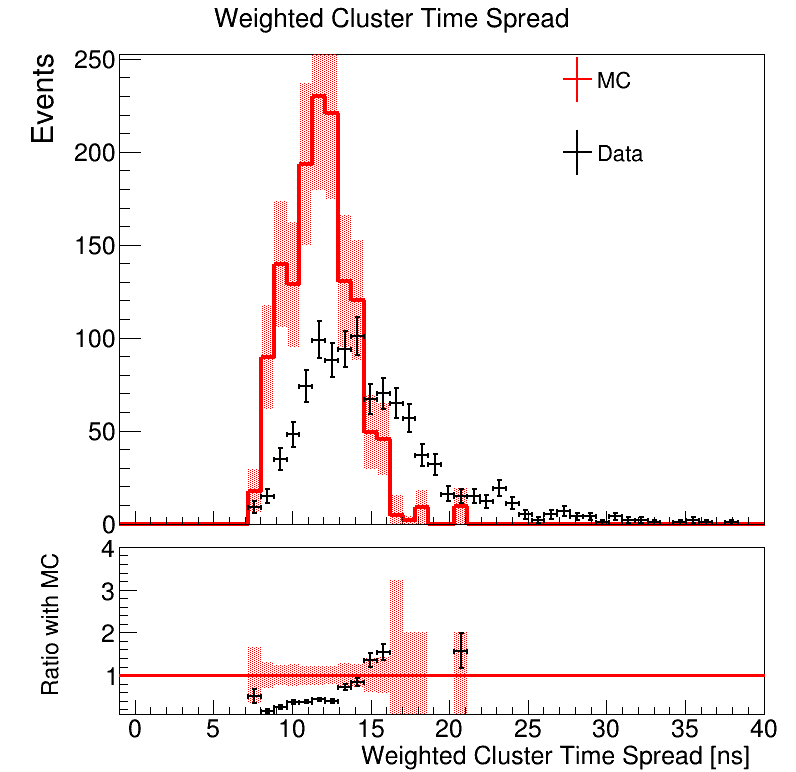 Weighted Cluster Time Spread
Events
250
200
150
100
50
0
MC
Data
Ratio with MC
4
3
2
1
0 5 10 15 20 25 30 35 40
Weighted Cluster Time Spread [ns]